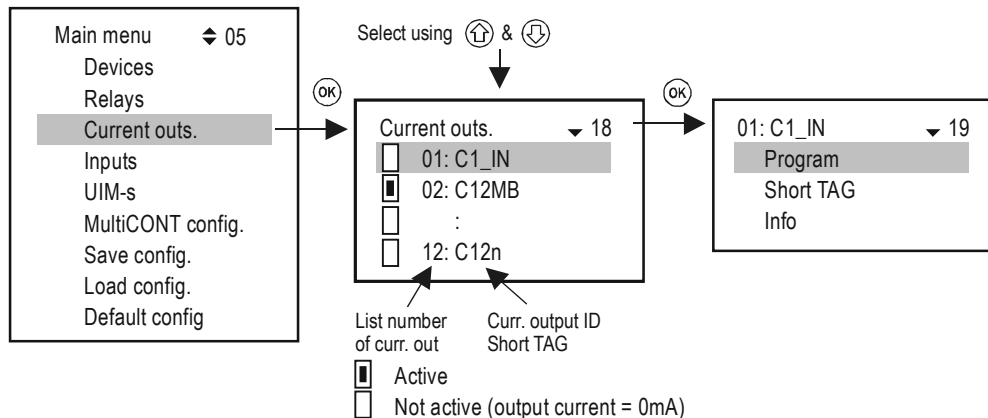 Main menu 05
Devices
Relays
Current outs.
Inputs
UIM-s
MultiCONT config.
Save config.
Load config.
Default config
OK
Select using & 
Current outs. 18
01: C1_IN
02: C12MB
:
12: C12n
List number
of curr. out
Curr. output ID
Short TAG
Active
Not active (output current = 0mA)
OK
01: C1_IN 19
Program
Short TAG
Info